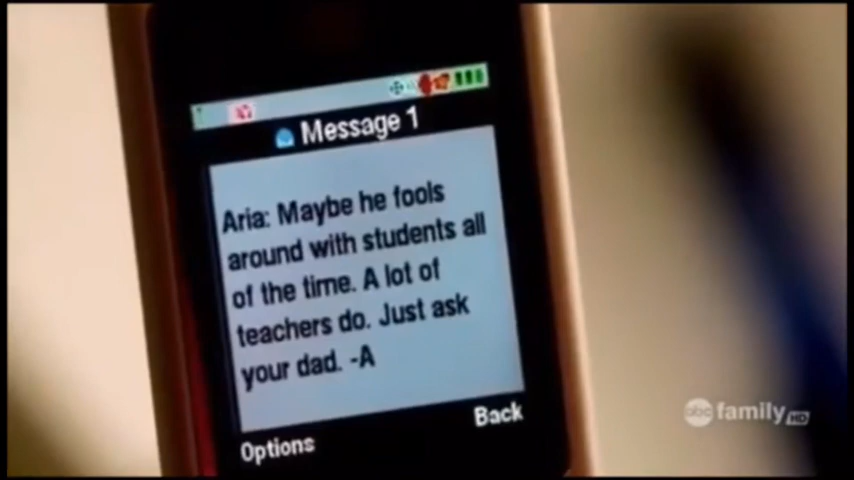 Message 1
Aria: Maybe he fools
around with students all
of the time. A lot of
teachers do. Just ask
your dad. -A
Options
Back
abc family HD